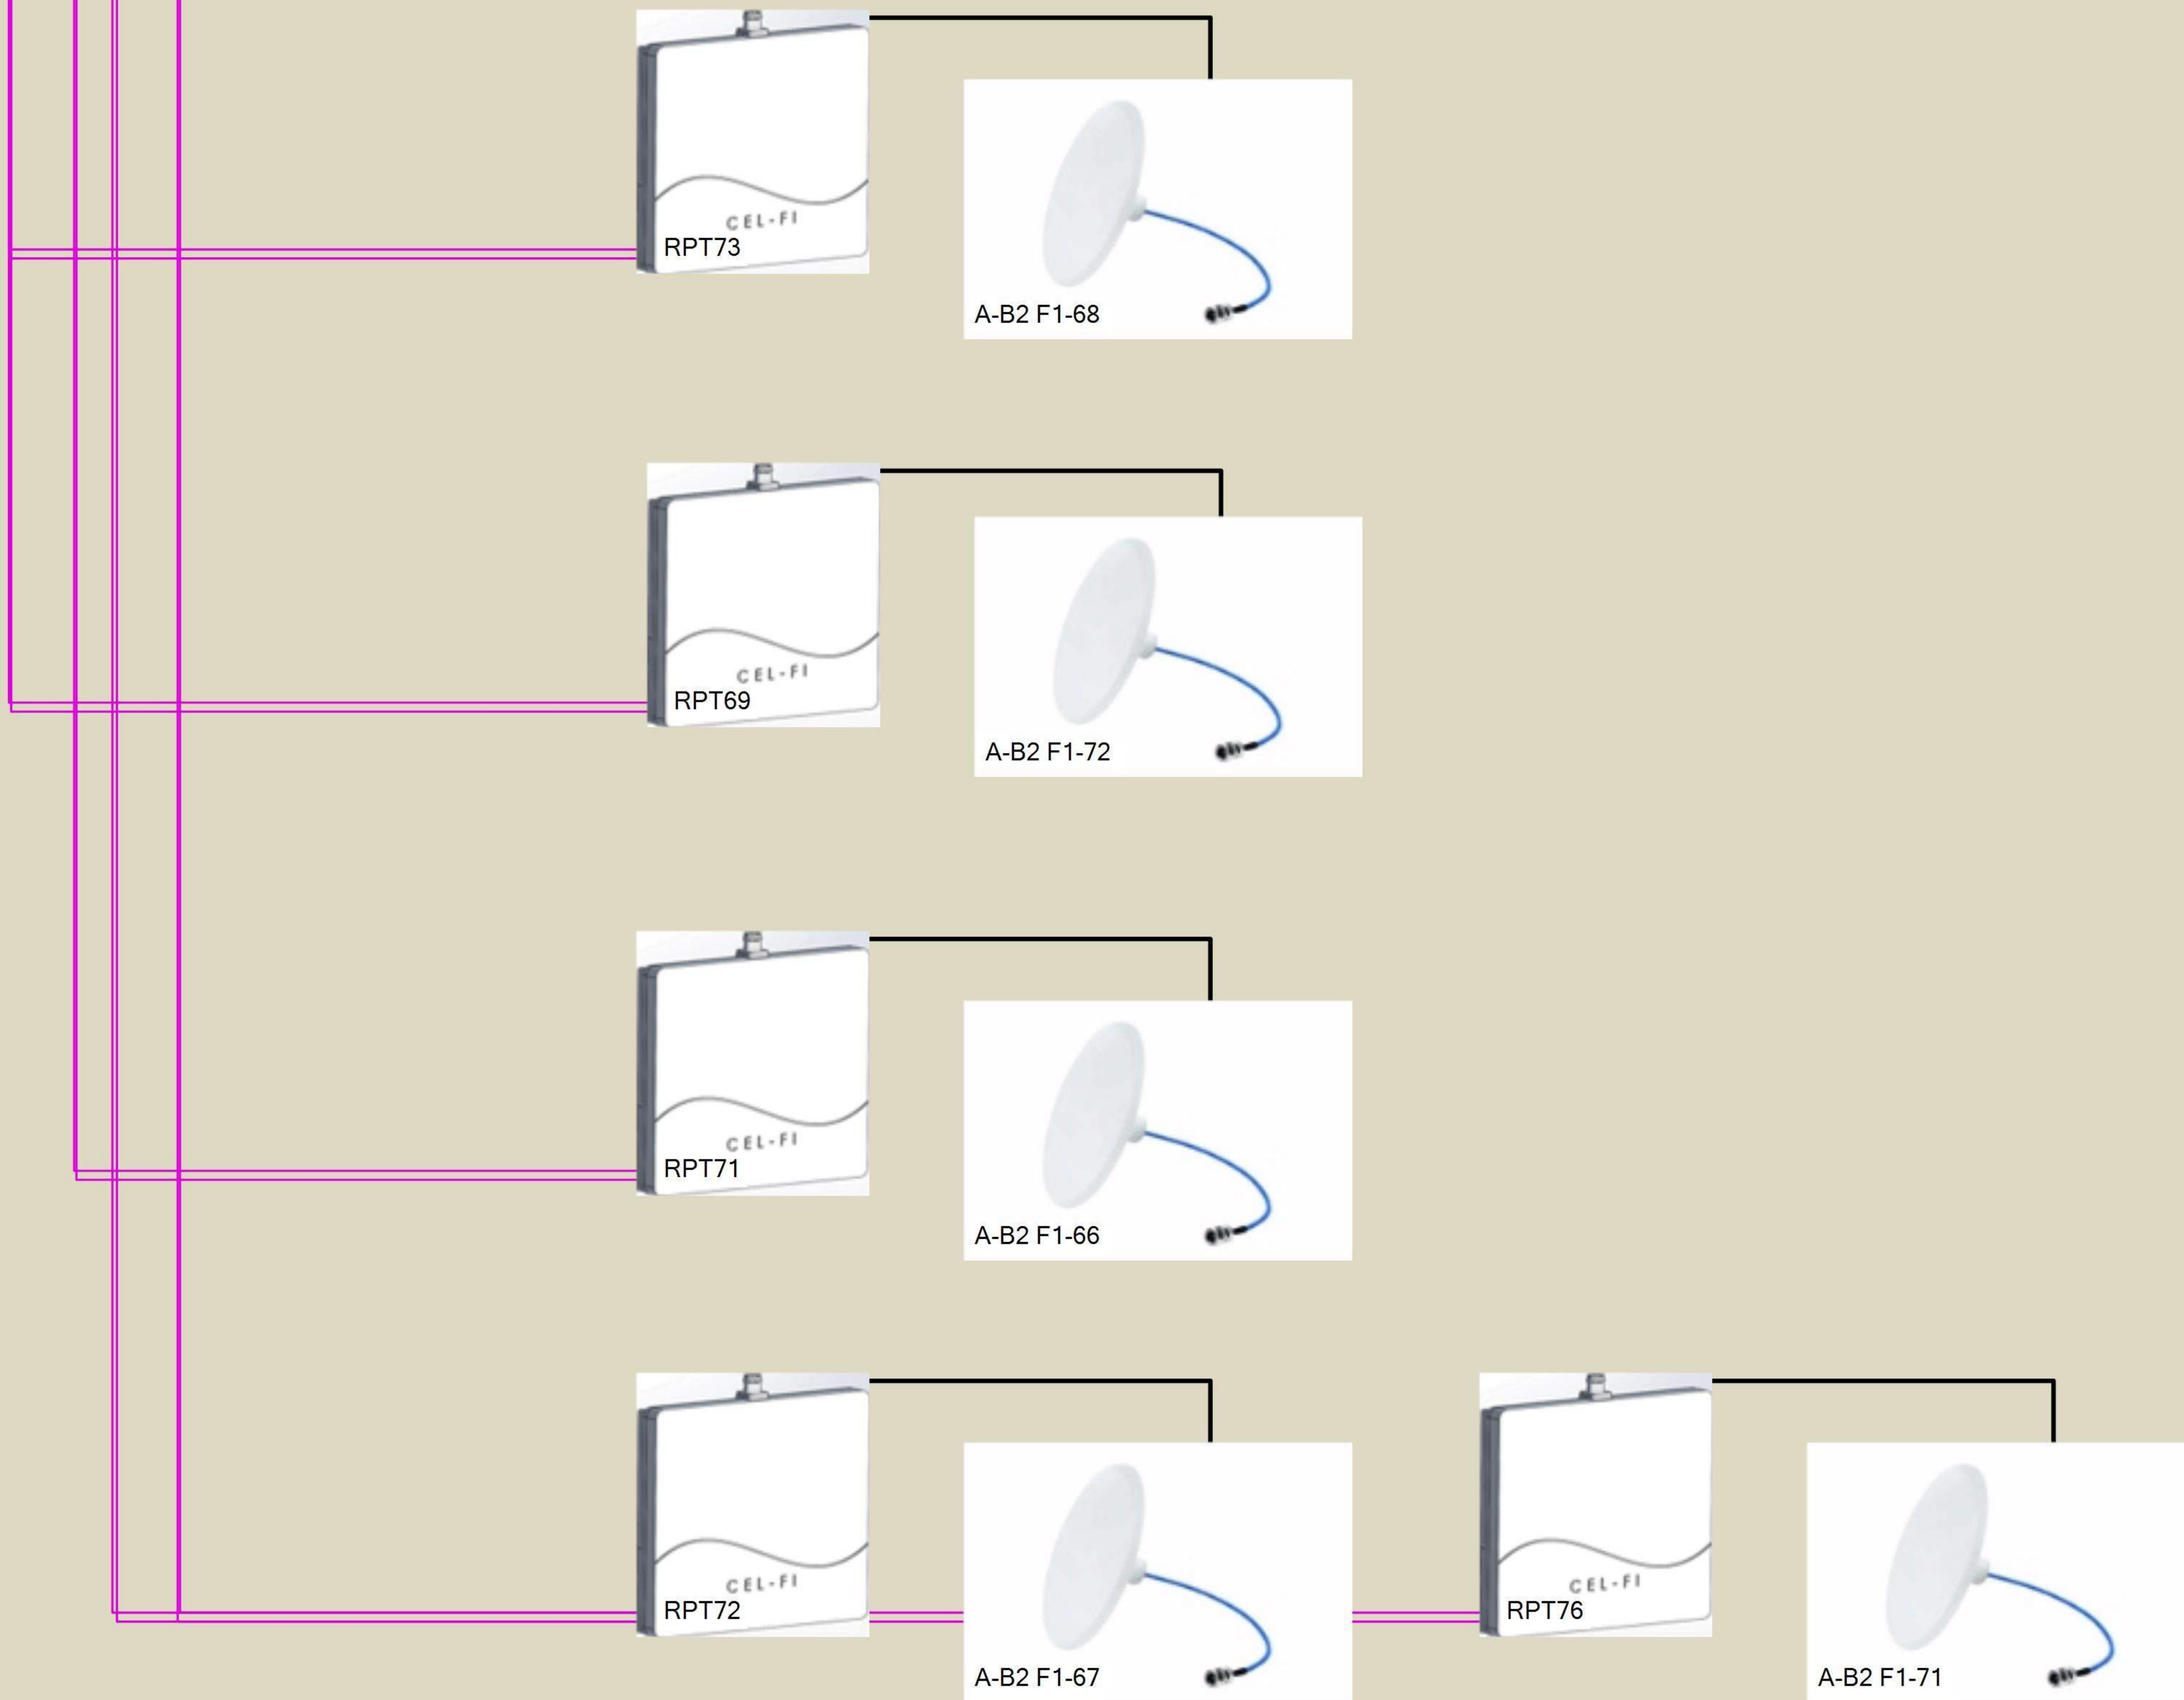 CEL-FI
RPT73
A-B2 F1-68
CEL-FI
RPT69
A-B2 F1-72
CEL-FI
RPT71
A-B2 F1-66
CEL-FI
RPT72
A-B2 F1-67
CEL-FI
RPT76
A-B2 F1-71